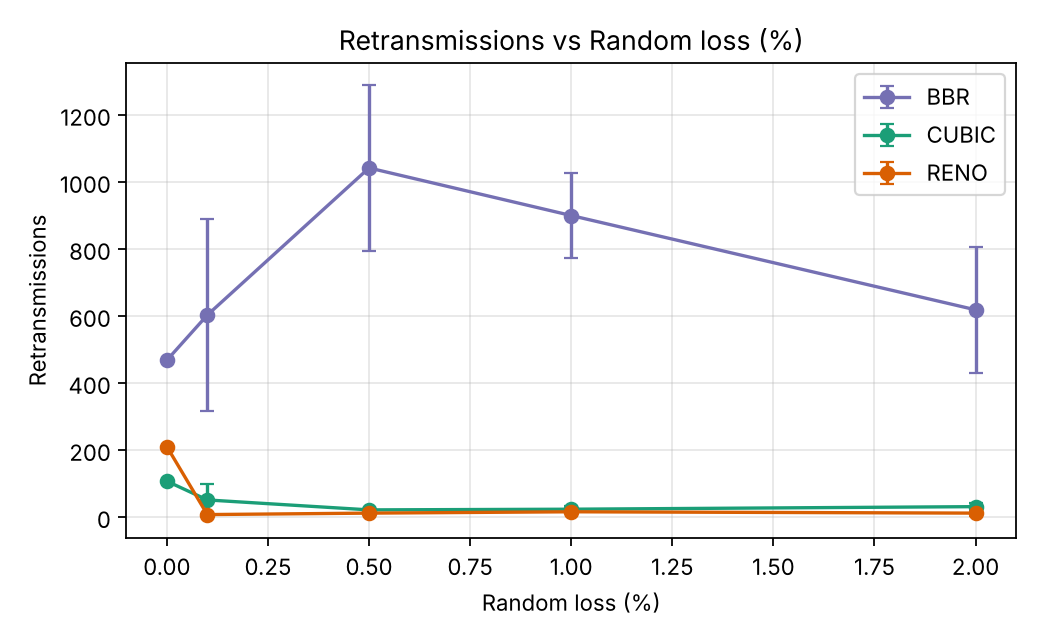 Retransmissions vs Random loss (%)
BBR
CUBIC
RENO
Retransmissions
1200
1000
800
600
400
200
0
0.00 0.25 0.50 0.75 1.00 1.25 1.50 1.75 2.00
Random loss (%)